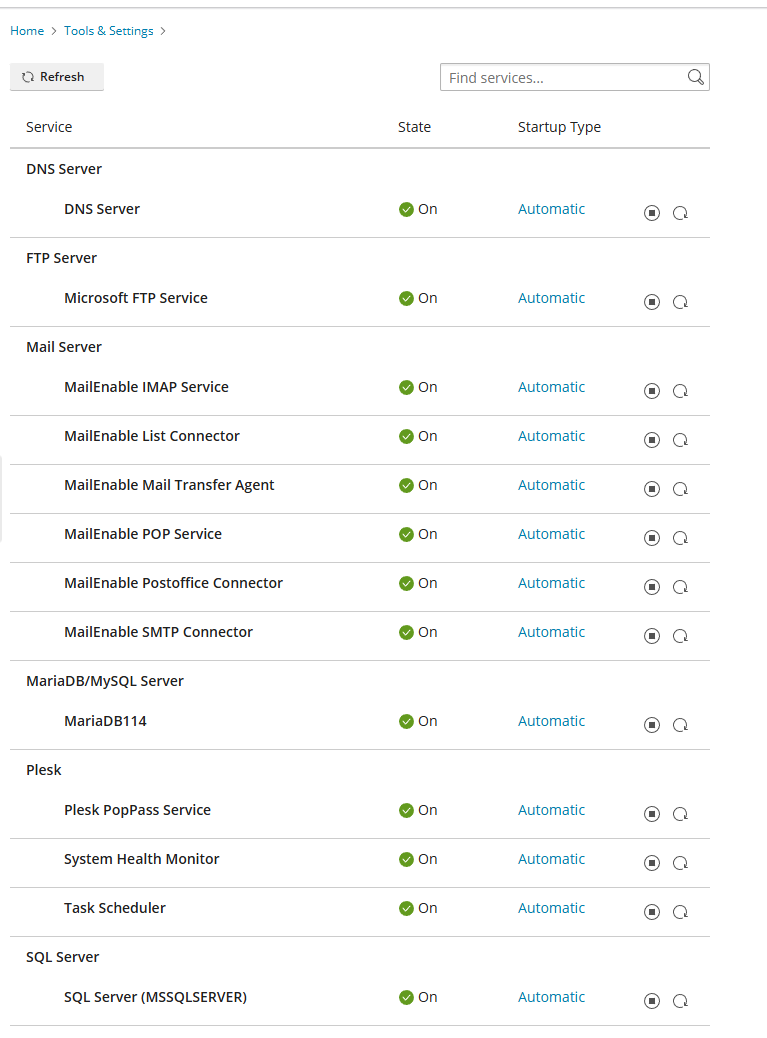 Home > Tools & Settings >
Refresh
Find services...
Service State Startup Type
DNS Server
DNS Server On Automatic
FTP Server
Microsoft FTP Service On Automatic
Mail Server
MailEnable IMAP Service On Automatic
MailEnable List Connector On Automatic
MailEnable Mail Transfer Agent On Automatic
MailEnable POP Service On Automatic
MailEnable Postoffice Connector On Automatic
MailEnable SMTP Connector On Automatic
MariaDB/MySQL Server
MariaDB114 On Automatic
Plesk
Plesk PopPass Service On Automatic
System Health Monitor On Automatic
Task Scheduler On Automatic
SQL Server
SQL Server (MSSQLSERVER) On Automatic